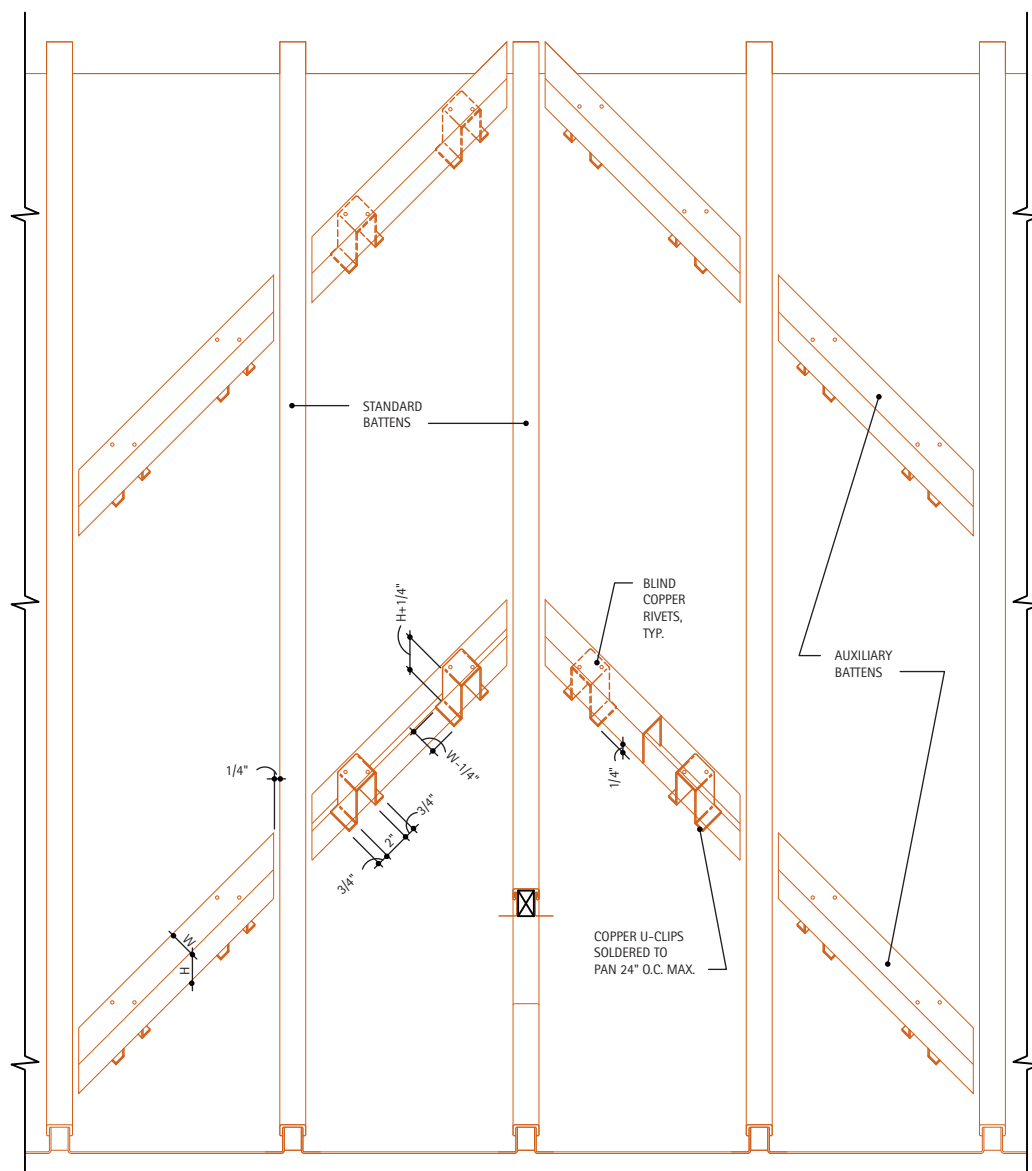 STANDARD
BATTENS
BLIND
COPPER
RIVETS,
TYP.
H+1/4"
AUXILIARY
BATTENS
W-1/4"
1/4"
1/4"
3/4"
2"
3/4"
COPPER U-CLIPS
SOLDERED TO
PAN 24" O.C. MAX.
W
H